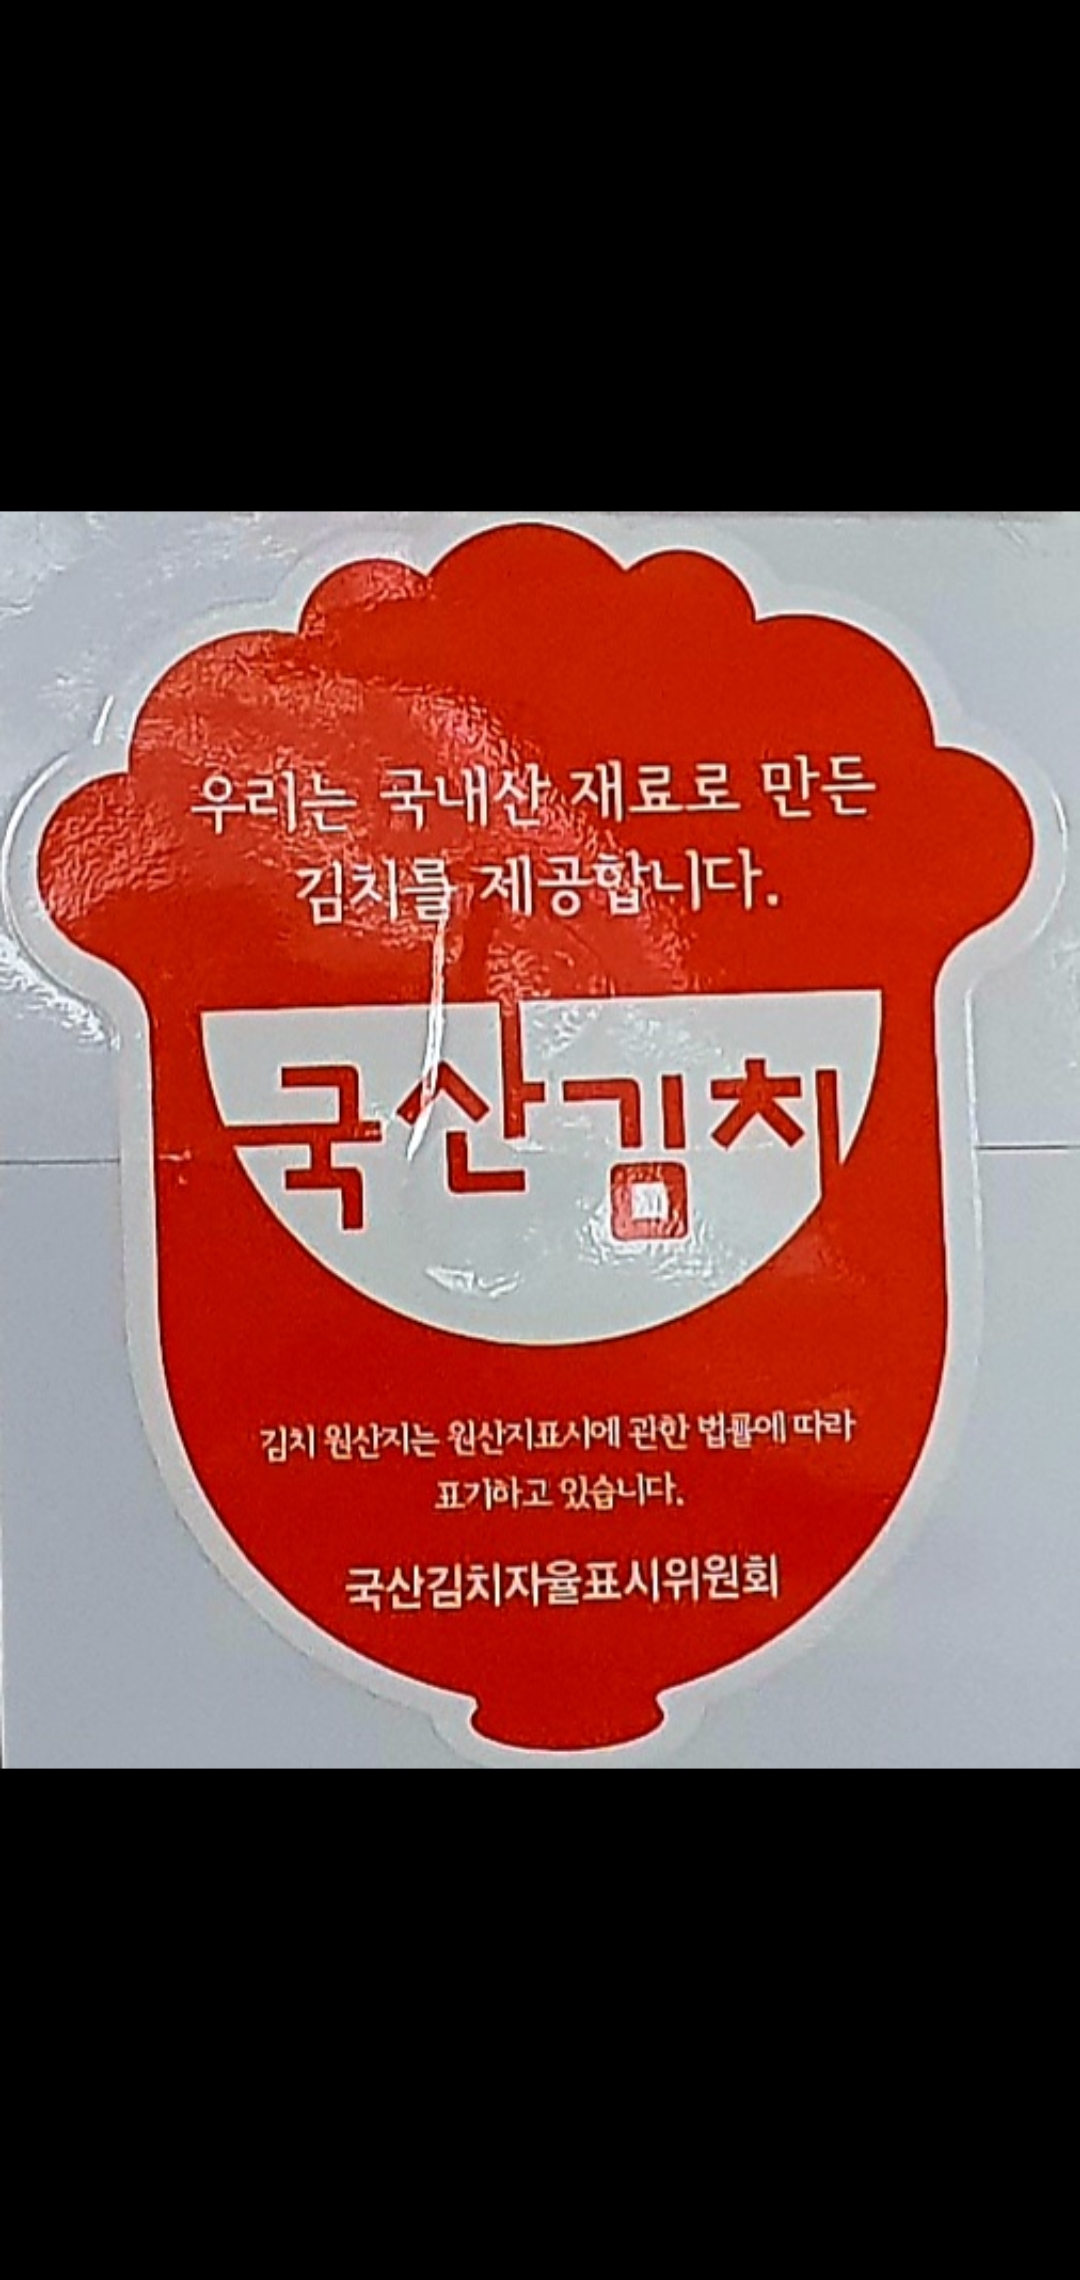 우리는 국내산 재료로 만든
김치를 제공합니다.
국산김치
김치 원산지는 원산지표시에 관한 법률에 따라
표기하고 있습니다.
국산김치자율표시위원회